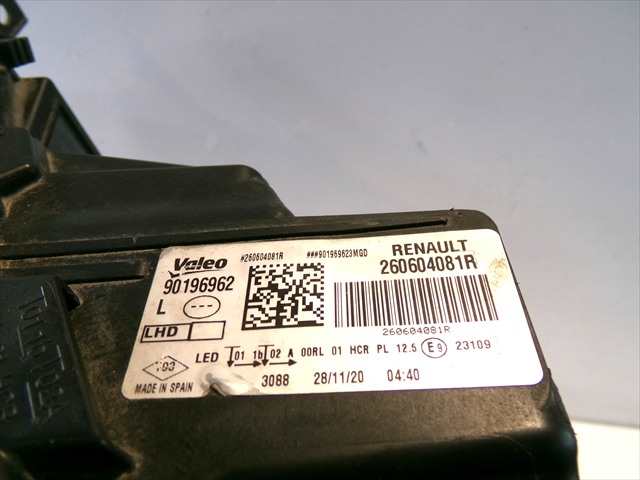 Valeo #260604081R ###901969623MGD RENAULT
90196962 260604081R
L
LHD
260604081R
LED 01 1b 02 A 00RL 01 HCR PL 12.5 E9 23109
MADE IN SPAIN 3088 28/11/20 04:40